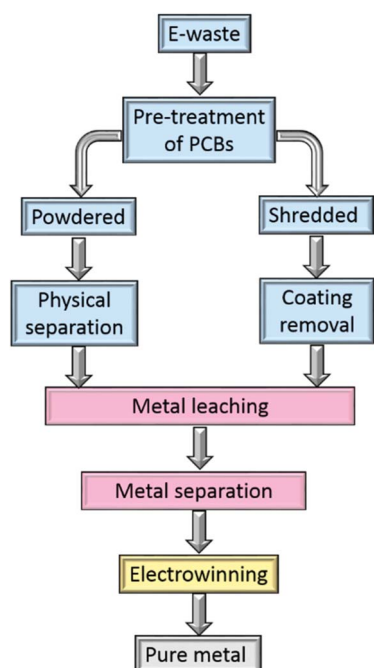 E-waste
Pre-treatment
of PCBs
Powdered
Shredded
Physical
separation
Coating
removal
Metal leaching
Metal separation
Electrowinning
Pure metal